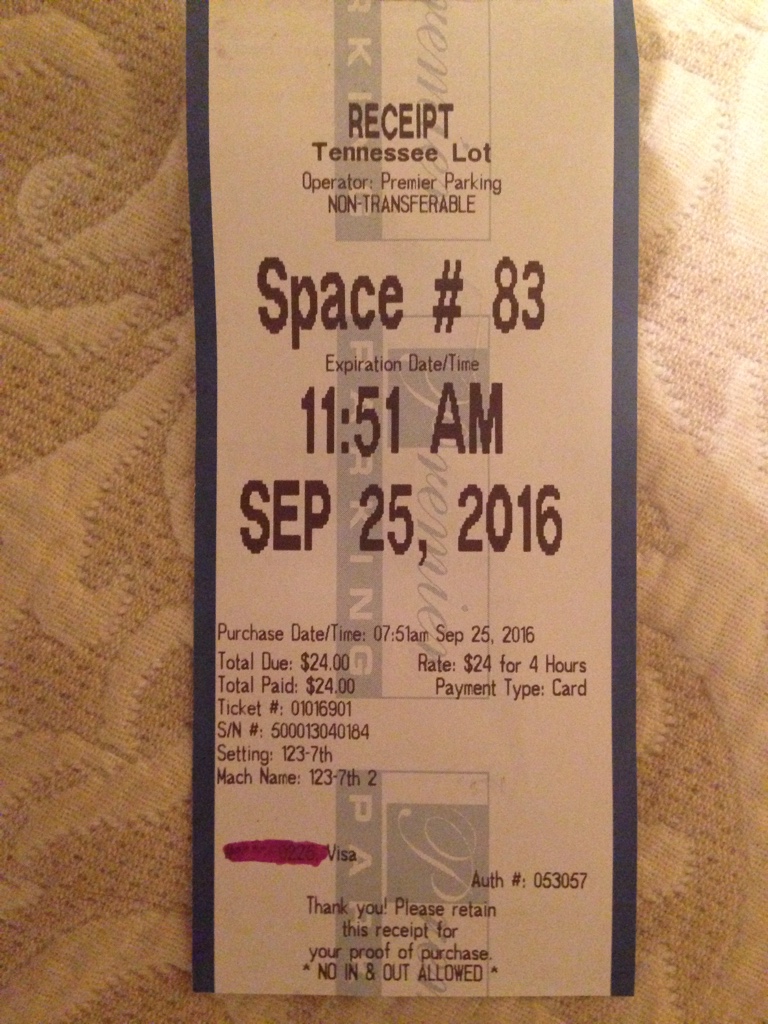 RECEIPT
Tennessee Lot
Operator: Premier Parking
NON-TRANSFERABLE
Space # 83
Expiration Date/Time
11:51 AM
SEP 25, 2016
Purchase Date/Time: 07:51am Sep 25, 2016
Total Due: $24.00 Rate: $24 for 4 Hours
Total Paid: $24.00 Payment Type: Card
Ticket #: 01016901
S/N #: 500013040184
Setting: 123-7th
Mach Name: 123-7th 2
Visa
Auth #: 053057
Thank you! Please retain
this receipt for
your proof of purchase.
* NO IN & OUT ALLOWED *
Premier
PARKING